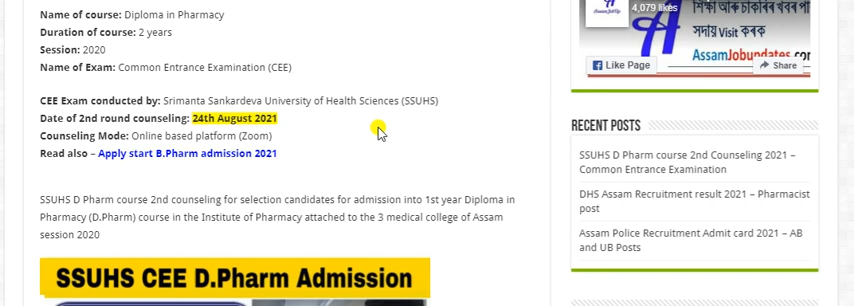 Name of course: Diploma in Pharmacy
Duration of course: 2 years
Session: 2020
Name of Exam: Common Entrance Examination (CEE)
CEE Exam conducted by: Srimanta Sankardeva University of Health Sciences (SSUHS)
Date of 2nd round counseling: 24th August 2021
Counseling Mode: Online based platform (Zoom)
Read also – Apply start B.Pharm admission 2021
SSUHS D Pharm course 2nd counseling for selection candidates for admission into 1st year Diploma in
Pharmacy (D.Pharm) course in the Institute of Pharmacy attached to the 3 medical college of Assam
session 2020
SSUHS CEE D.Pharm Admission
4,079 likes
শিক্ষা আৰু চাকৰিৰ খবৰ পা
সদায় Visit কৰক
AssamJobupdates.com
Like Page
Share
RECENT POSTS
SSUHS D Pharm course 2nd Counseling 2021 –
Common Entrance Examination
DHS Assam Recruitment result 2021 – Pharmacist
post
Assam Police Recruitment Admit card 2021 – AB
and UB Posts